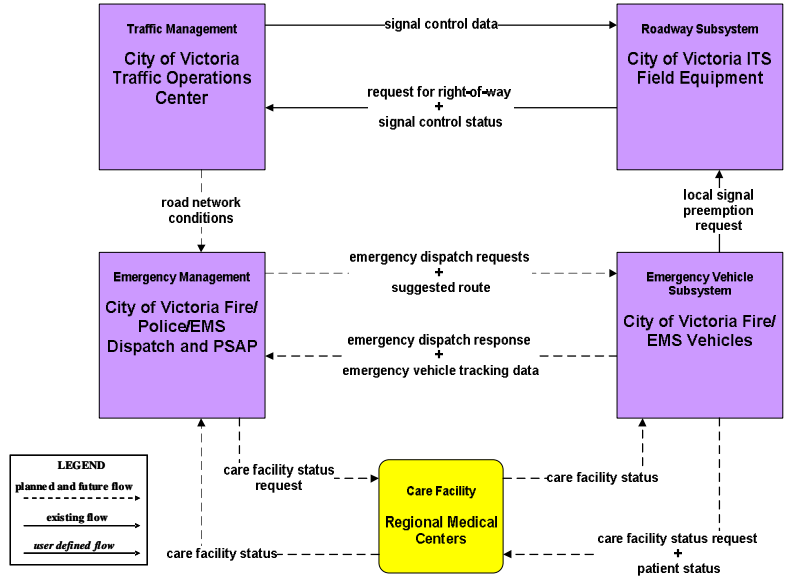 Traffic Management
City of Victoria
Traffic Operations
Center
signal control data
Roadway Subsystem
City of Victoria ITS
Field Equipment
request for right-of-way
+
signal control status
road network
conditions
local signal
preemption
request
Emergency Management
City of Victoria Fire/
Police/EMS
Dispatch and PSAP
emergency dispatch requests
+
suggested route
Emergency Vehicle
Subsystem
City of Victoria Fire/
EMS Vehicles
emergency dispatch response
+
emergency vehicle tracking data
LEGEND
planned and future flow
existing flow
user defined flow
care facility status
request
Care Facility
Regional Medical
Centers
care facility status
care facility status
care facility status request
+
patient status